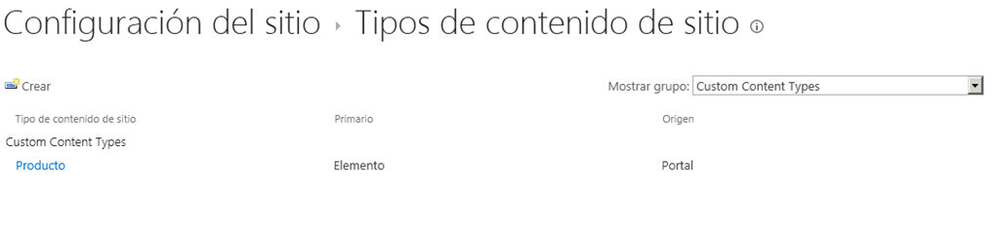 Configuración del sitio ▸ Tipos de contenido de sitio
Crear
Mostrar grupo: Custom Content Types
Tipo de contenido de sitio Primario Origen
Custom Content Types
Producto Elemento Portal